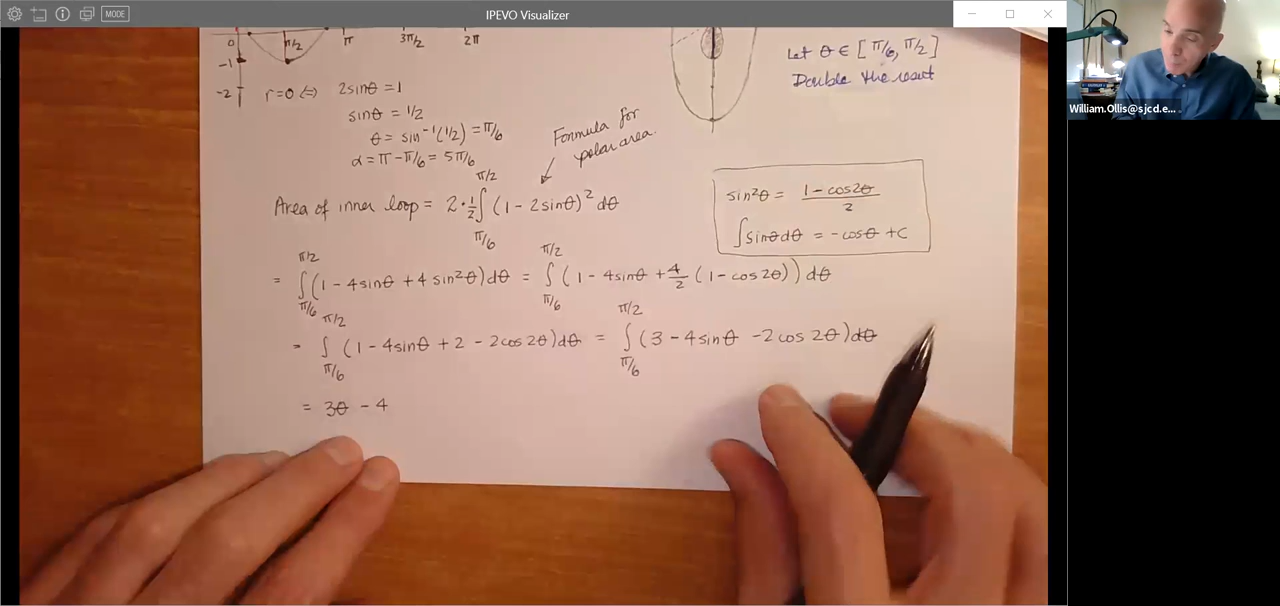 IPEVO Visualizer
MODE
0 π/2 π 3π/2 2π
-1
-2
Let θ ∈ [π/6, π/2]
Double the result
r=0 ⇔ 2sinθ = 1
sinθ = 1/2
θ = sin⁻¹(1/2) = π/6
α = π - π/6 = 5π/6
Formula for
polar area.
Area of inner loop = 2·½∫_{π/6}^{π/2} (1 - 2sinθ)² dθ
sin²θ = (1 - cos2θ)/2
∫sinθdθ = -cosθ + C
= ∫_{π/6}^{π/2} (1 - 4sinθ + 4sin²θ)dθ = ∫_{π/6}^{π/2} (1 - 4sinθ + 4/2 (1 - cos2θ)) dθ
= ∫_{π/6}^{π/2} (1 - 4sinθ + 2 - 2cos2θ)dθ = ∫_{π/6}^{π/2} (3 - 4sinθ - 2cos2θ)dθ
= 3θ - 4
William.Ollis@sjcd.e...